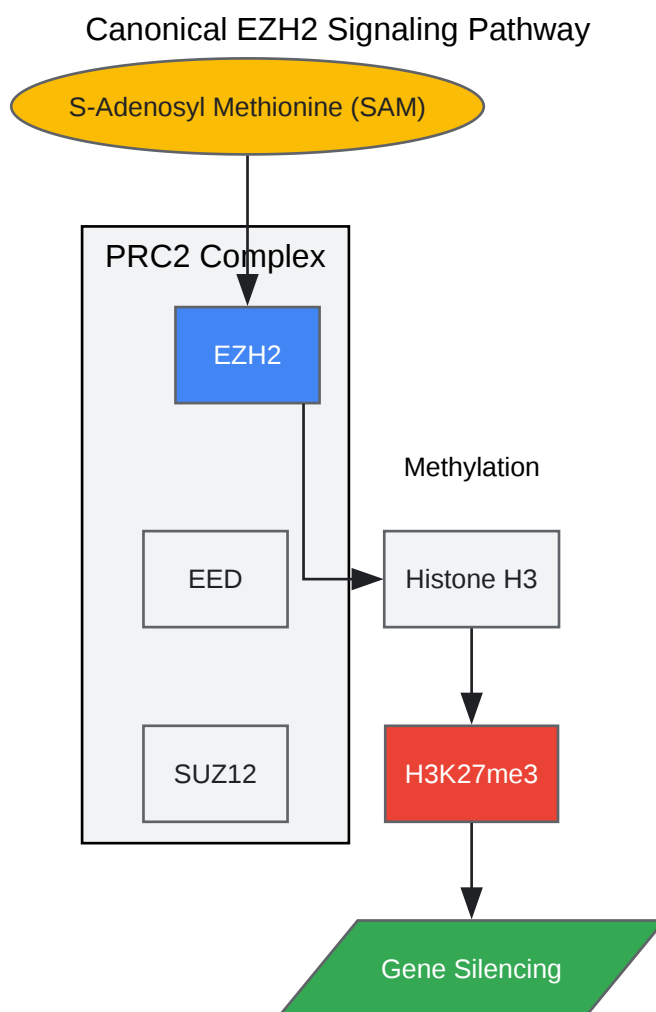 Canonical EZH2 Signaling Pathway
S-Adenosyl Methionine (SAM)
PRC2 Complex
EZH2
Methylation
EED
Histone H3
SUZ12
H3K27me3
Gene Silencing